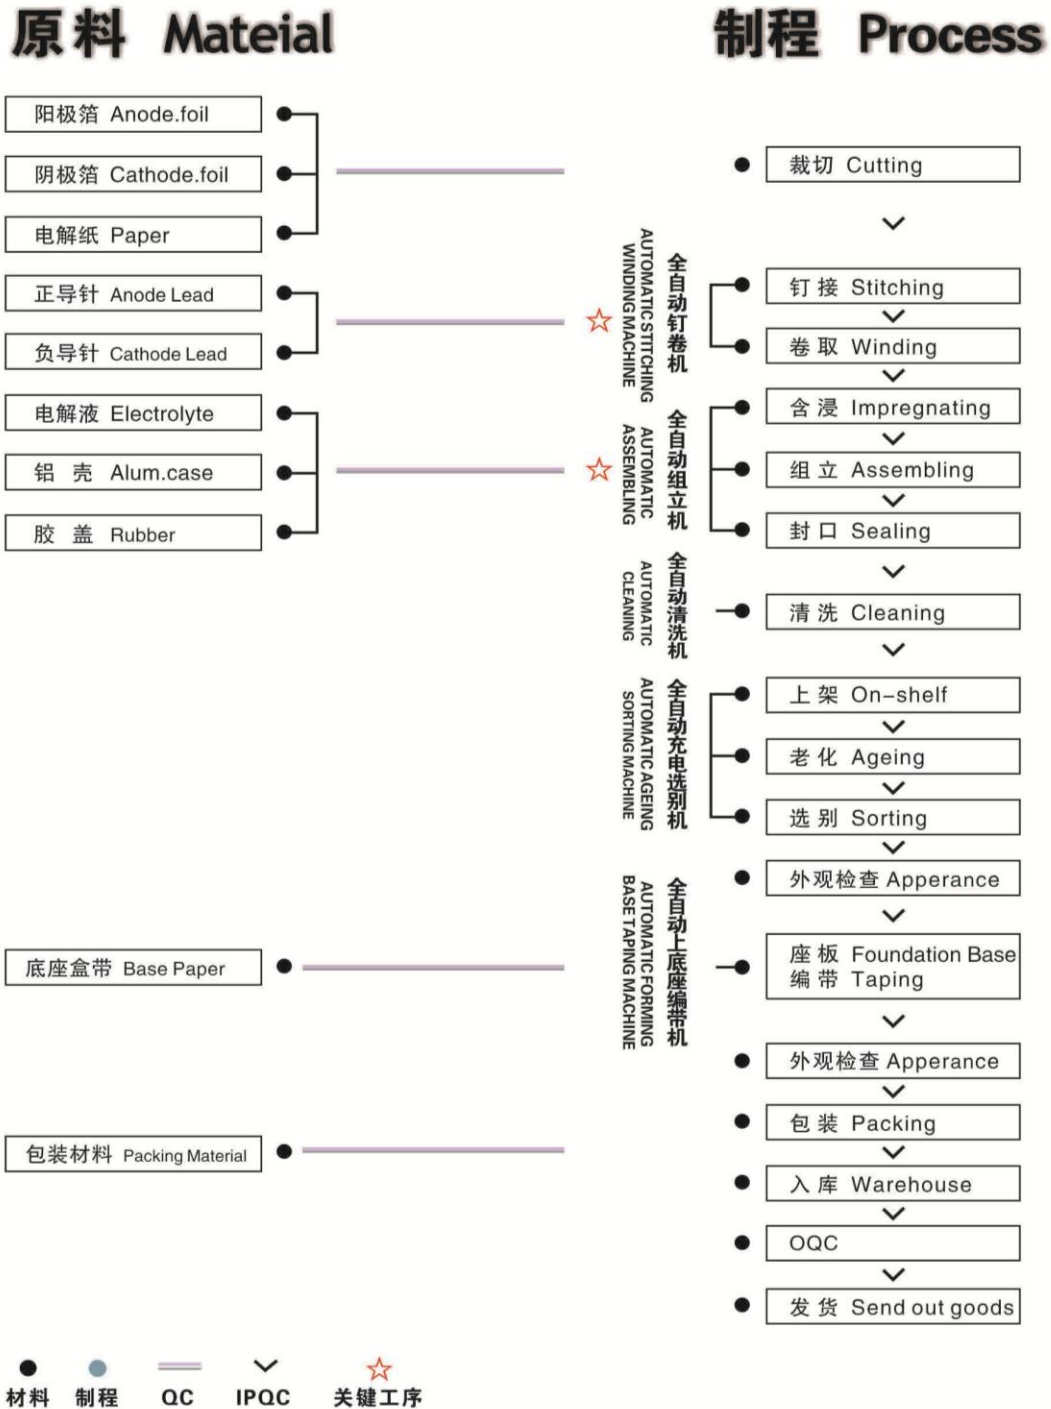 原料 Mateial
制程 Process
阳极箔 Anode.foil
阴极箔 Cathode.foil
电解纸 Paper
正导针 Anode Lead
负导针 Cathode Lead
电解液 Electrolyte
铝 壳 Alum.case
胶 盖 Rubber
底座盒带 Base Paper
包装材料 Packing Material
全自动钉卷机
AUTOMATIC STITCHING
WINDING MACHINE
全自动组立机
AUTOMATIC
ASSEMBLING
全自动清洗机
AUTOMATIC
CLEANING
全自动充电选别机
AUTOMATIC AGEING
SORTING MACHINE
全自动上底座编带机
AUTOMATIC FORMING
BASE TAPING MACHINE
裁切 Cutting
钉 接 Stitching
卷 取 Winding
含 浸 Impregnating
组 立 Assembling
封 口 Sealing
清 洗 Cleaning
上 架 On-shelf
老 化 Ageing
选 别 Sorting
外观检查 Apperance
座 板 Foundation Base
编 带 Taping
外观检查 Apperance
包 装 Packing
入 库 Warehouse
OQC
发 货 Send out goods
材料 制程 QC IPQC 关键工序